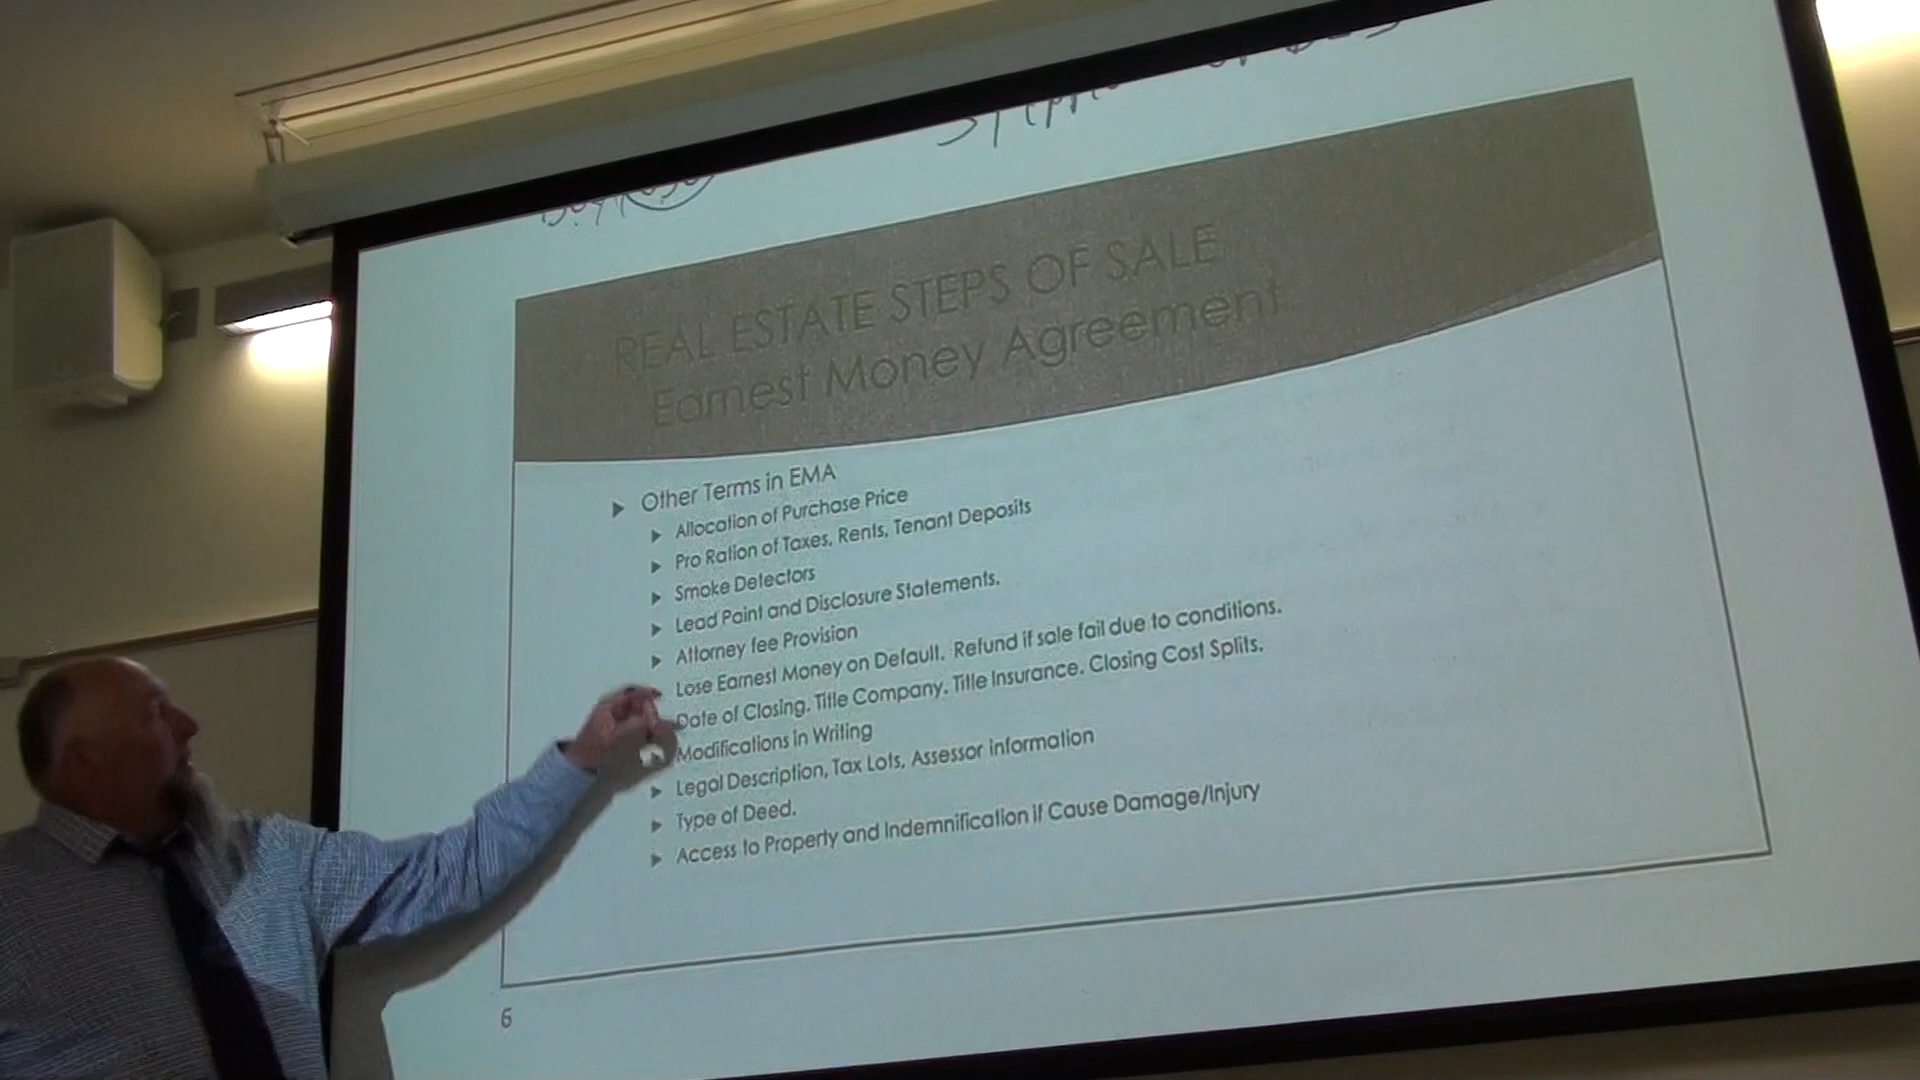 REAL ESTATE STEPS OF SALE
Earnest Money Agreement
Other Terms in EMA
Allocation of Purchase Price
Pro Ration of Taxes, Rents, Tenant Deposits
Smoke Detectors
Lead Paint and Disclosure Statements.
Attorney fee Provision
Lose Earnest Money on Default. Refund if sale fail due to conditions.
Date of Closing. Title Company. Title Insurance. Closing Cost Splits.
Modifications in Writing
Legal Description, Tax Lots, Assessor information
Type of Deed.
Access to Property and Indemnification if Cause Damage/Injury
6